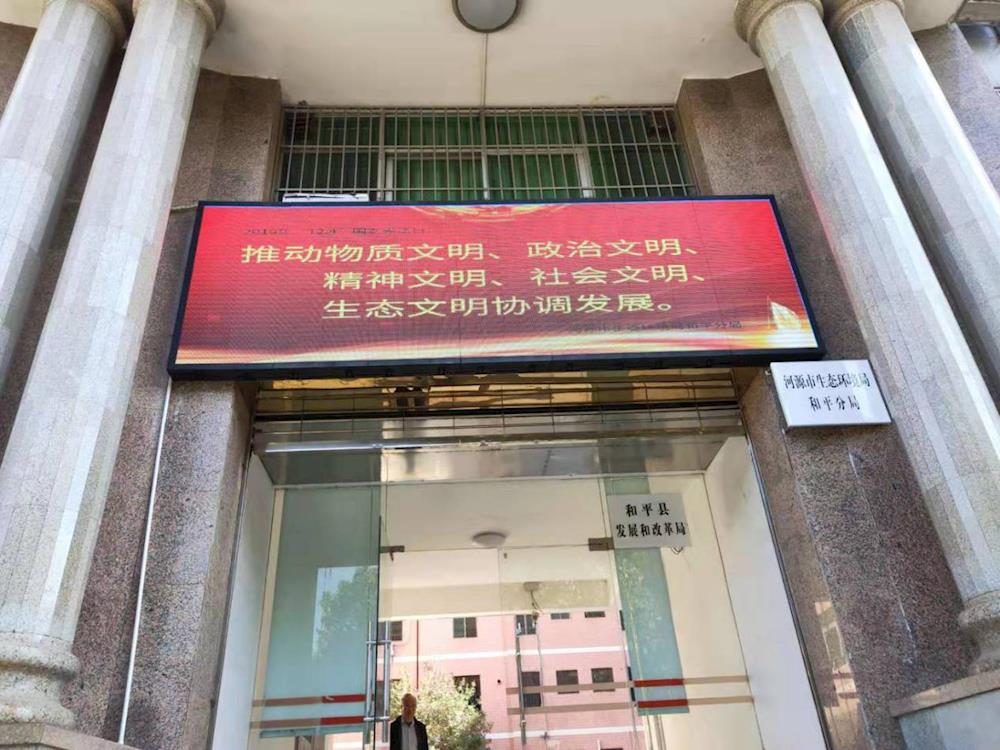 推动物质文明、政治文明、
精神文明、社会文明、
生态文明协调发展。
河源市生态环境局
和平分局
和平县
发展和改革局